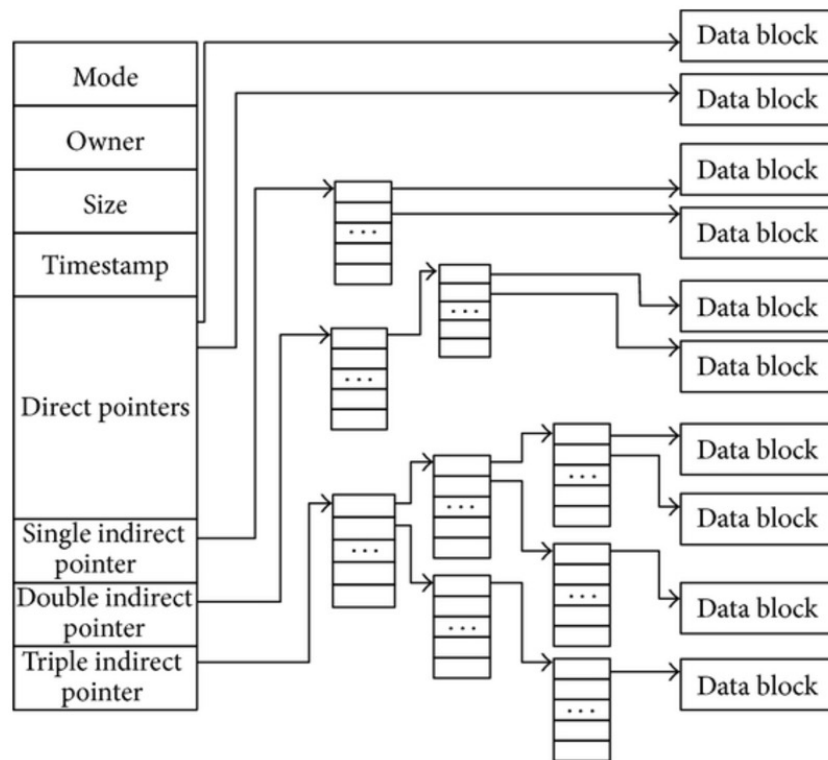 Mode
Owner
Size
Timestamp
Direct pointers
Single indirect
pointer
Double indirect
pointer
Triple indirect
pointer
...
...
...
...
...
...
...
...
...
Data block
Data block
Data block
Data block
Data block
Data block
Data block
Data block
Data block
Data block